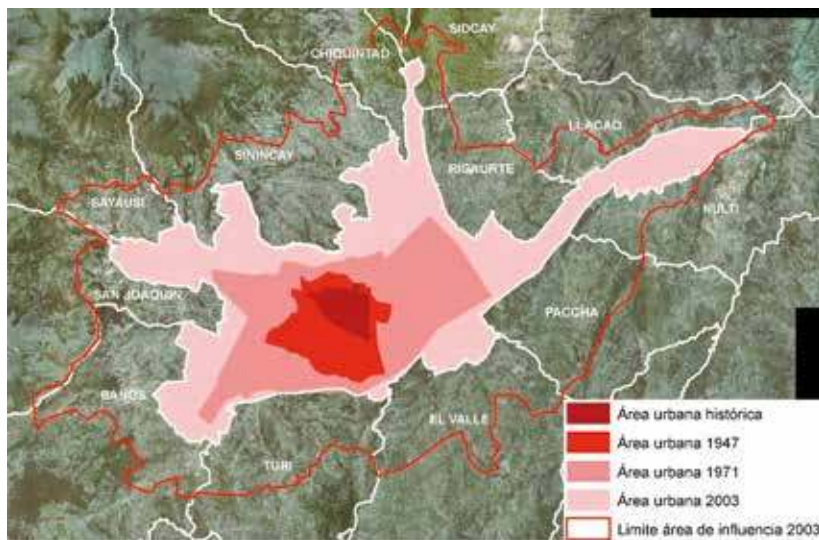 SIDCAY
CHIQUINTAD
LLACAO
SININCAY
RICAURTE
SAYAUSI
NULTI
SAN JOAQUIN
PACCHA
BAÑOS
EL VALLE
TURI
Área urbana histórica
Área urbana 1947
Área urbana 1971
Área urbana 2003
Limite área de influencia 2003